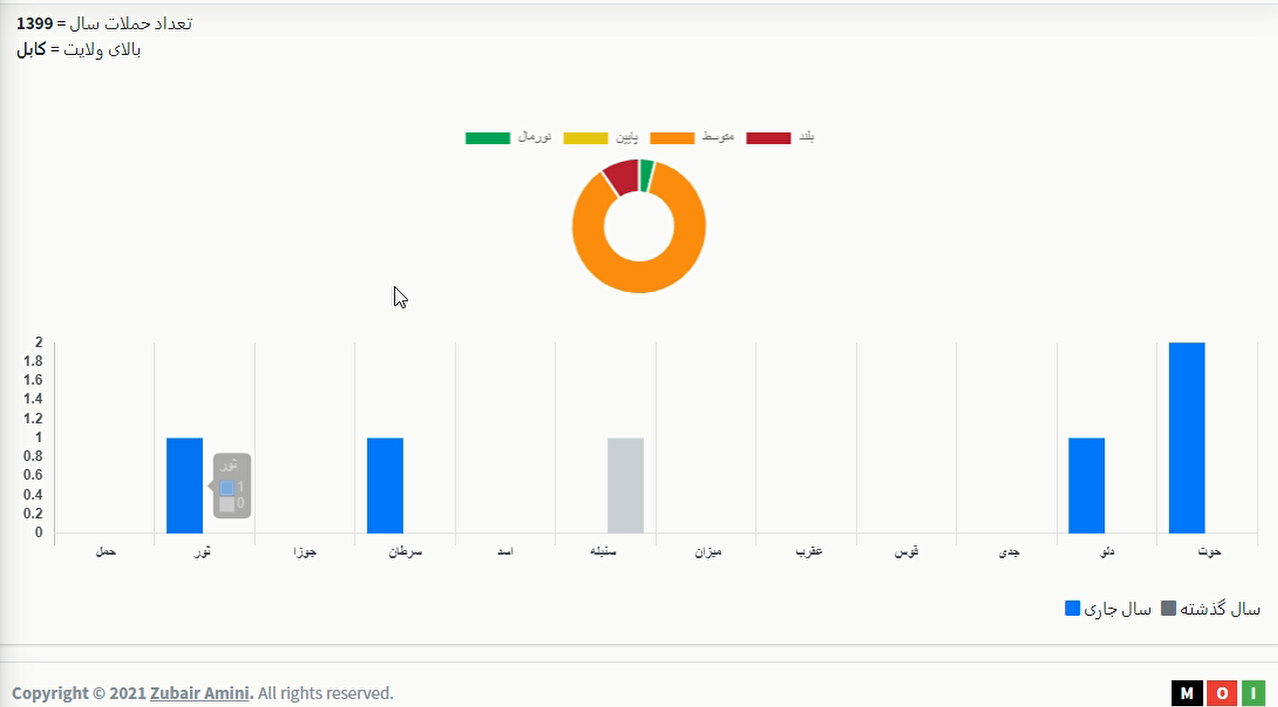 تعداد حملات سال = 1399
بالای ولایت = کابل
نورمال پایین متوسط بلند
2
1.8
1.6
1.4
1.2
1
0.8
0.6
0.4
0.2
0
ثور
1
0
حمل ثور جوزا سرطان اسد سنبله میزان عقرب قوس جدی دلو حوت
سال جاری سال گذشته
Copyright © 2021 Zubair Amini. All rights reserved.
M O I